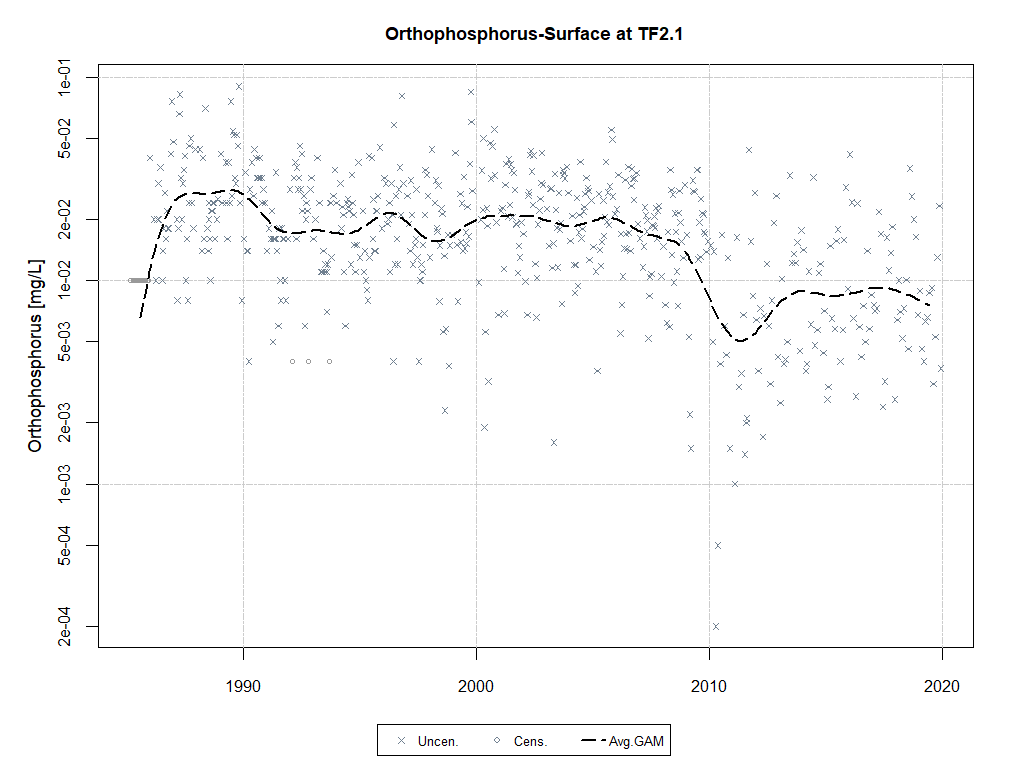 Orthophosphorus-Surface at TF2.1
Orthophosphorus [mg/L]
1e-01
5e-02
2e-02
1e-02
5e-03
2e-03
1e-03
5e-04
2e-04
1990 2000 2010 2020
Uncen. Cens. Avg.GAM